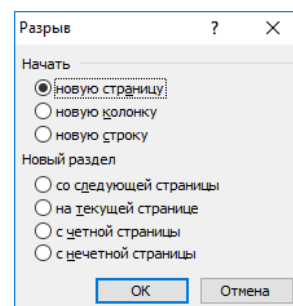 Разрыв ?
Начать
новую страницу
новую колонку
новую строку
Новый раздел
со следующей страницы
на текущей странице
с четной страницы
с нечетной страницы
ОК Отмена